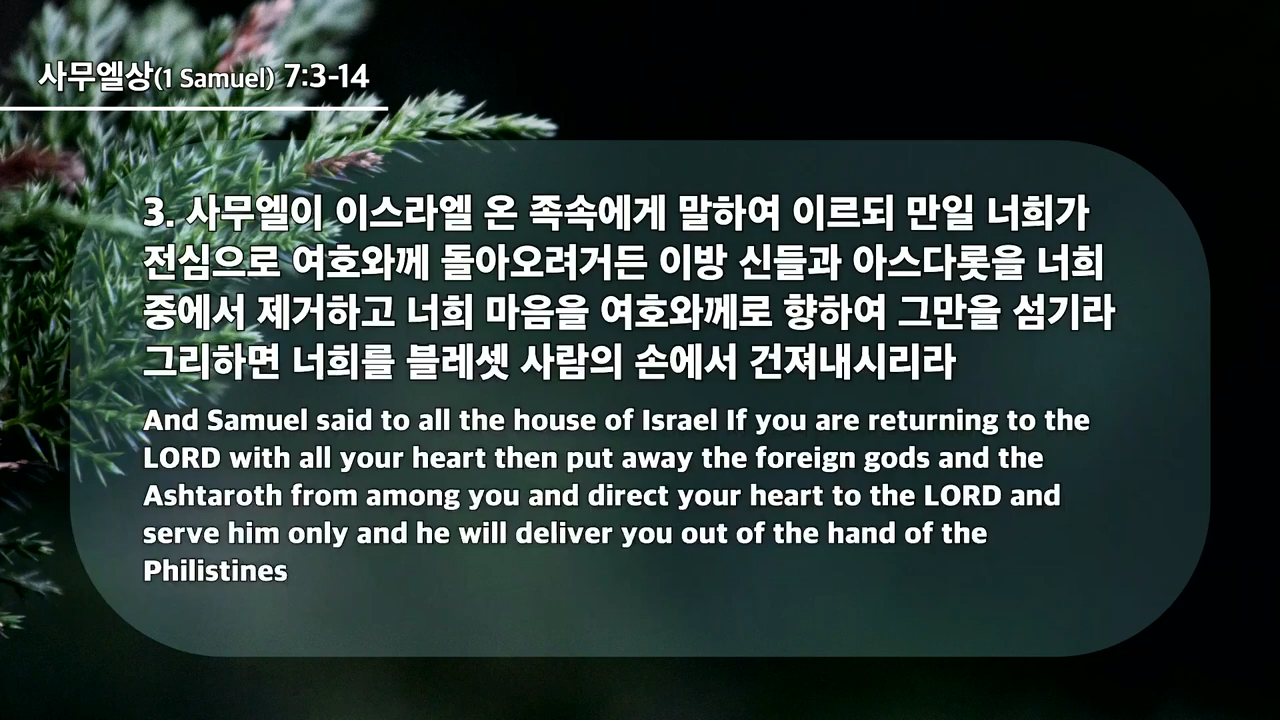 사무엘상(1 Samuel) 7:3-14
3. 사무엘이 이스라엘 온 족속에게 말하여 이르되 만일 너희가
전심으로 여호와께 돌아오려거든 이방 신들과 아스다롯을 너희
중에서 제거하고 너희 마음을 여호와께로 향하여 그만을 섬기라
그리하면 너희를 블레셋 사람의 손에서 건져내시리라
And Samuel said to all the house of Israel If you are returning to the
LORD with all your heart then put away the foreign gods and the
Ashtaroth from among you and direct your heart to the LORD and
serve him only and he will deliver you out of the hand of the
Philistines